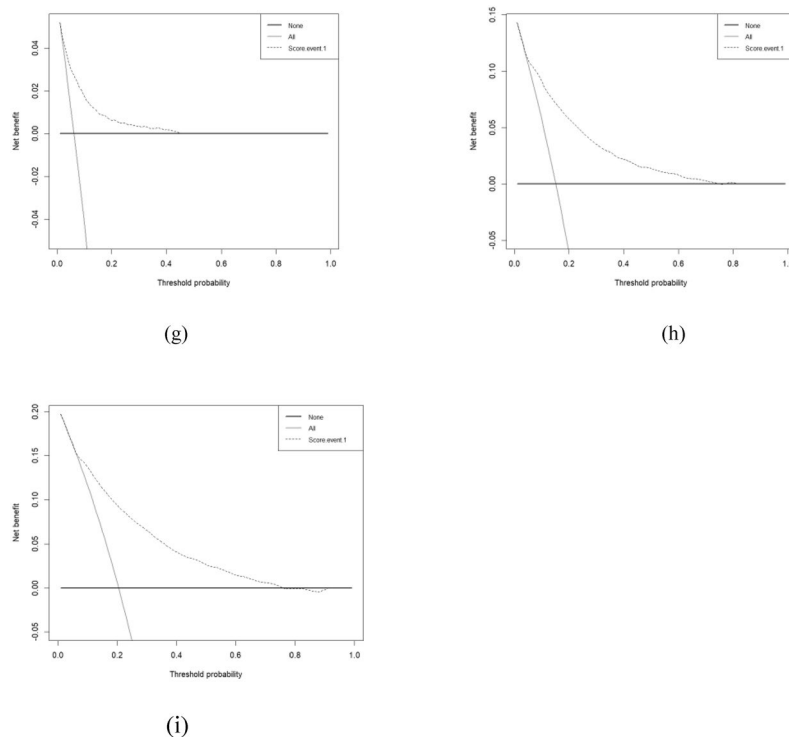 None
All
Score.event.1
Net benefit
0.04
0.02
0.00
-0.02
-0.04
0.0 0.2 0.4 0.6 0.8 1.0
Threshold probability
(g)
None
All
Score.event.1
Net benefit
0.15
0.10
0.05
0.00
-0.05
0.0 0.2 0.4 0.6 0.8 1.0
Threshold probability
(h)
None
All
Score.event.1
Net benefit
0.20
0.15
0.10
0.05
0.00
-0.05
0.0 0.2 0.4 0.6 0.8 1.0
Threshold probability
(i)